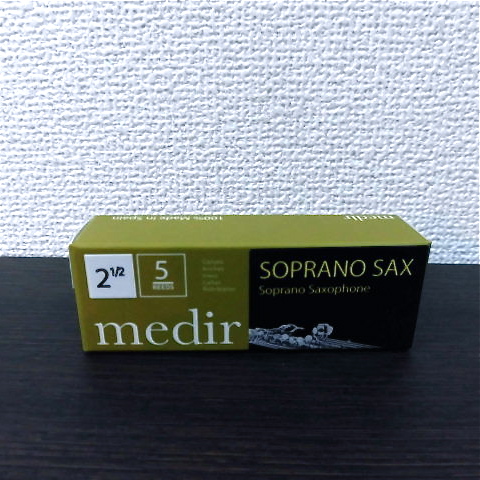 100% Made in Spain
medir
2 1/2
5
REEDS
SOPRANO SAX
Soprano Saxophone
medir